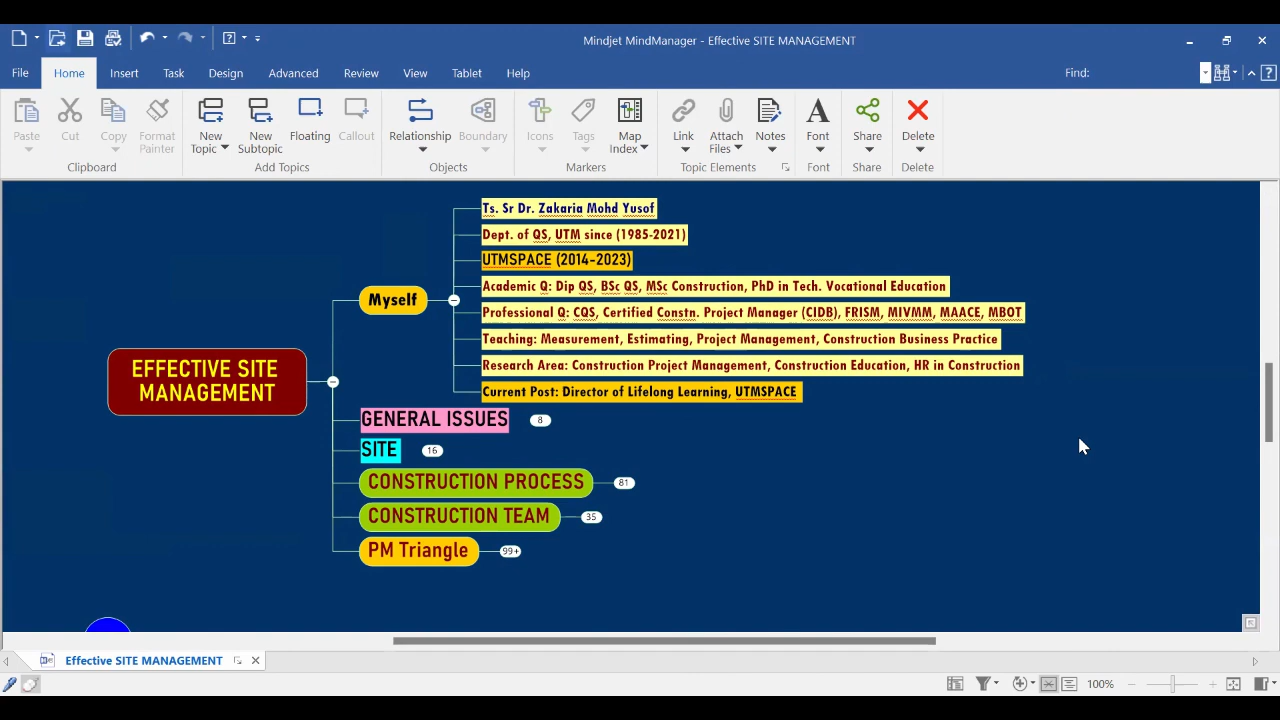 Mindjet MindManager - Effective SITE MANAGEMENT
File Home Insert Task Design Advanced Review View Tablet Help Find:
Paste Cut Copy Format Painter New Topic New Subtopic Floating Callout Relationship Boundary Icons Tags Map Index Link Attach Files Notes Font Share Delete
Clipboard Add Topics Objects Markers Topic Elements Font Share Delete
Ts. Sr Dr. Zakaria Mohd Yusof
Dept. of QS, UTM since (1985-2021)
UTMSPACE (2014-2023)
Academic Q: Dip QS, BSc QS, MSc Construction, PhD in Tech. Vocational Education
Myself
Professional Q: CQS, Certified Constn. Project Manager (CIDB), FRISM, MIVMM, MAACE, MBOT
Teaching: Measurement, Estimating, Project Management, Construction Business Practice
Research Area: Construction Project Management, Construction Education, HR in Construction
Current Post: Director of Lifelong Learning, UTMSPACE
EFFECTIVE SITE
MANAGEMENT
GENERAL ISSUES 8
SITE 16
CONSTRUCTION PROCESS 81
CONSTRUCTION TEAM 35
PM Triangle 99+
Effective SITE MANAGEMENT
100%